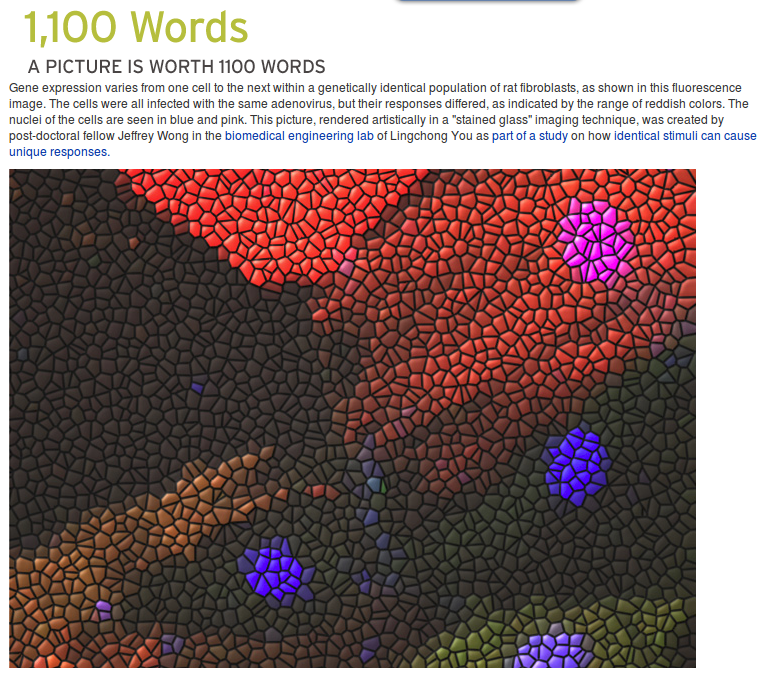 1,100 Words
A PICTURE IS WORTH 1100 WORDS
Gene expression varies from one cell to the next within a genetically identical population of rat fibroblasts, as shown in this fluorescence
image. The cells were all infected with the same adenovirus, but their responses differed, as indicated by the range of reddish colors. The
nuclei of the cells are seen in blue and pink. This picture, rendered artistically in a "stained glass" imaging technique, was created by
post-doctoral fellow Jeffrey Wong in the biomedical engineering lab of Lingchong You as part of a study on how identical stimuli can cause
unique responses.